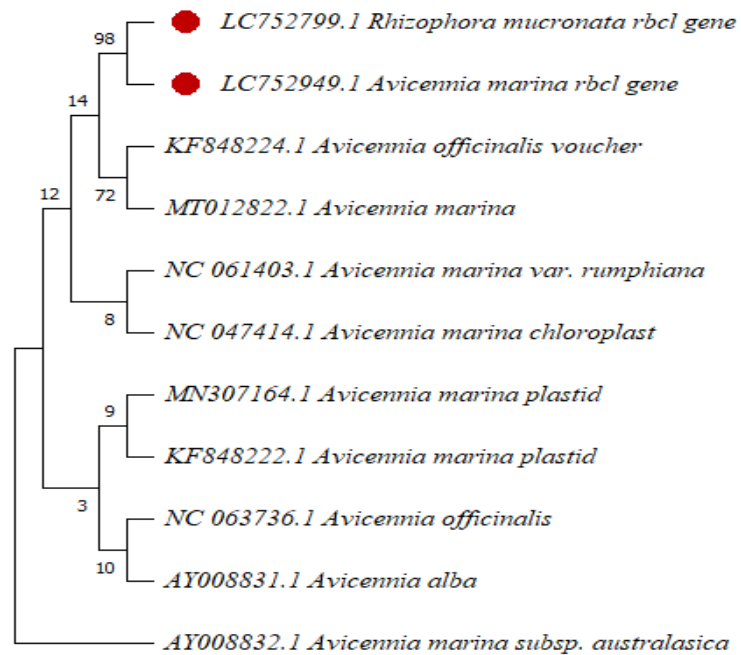 98
LC752799.1 Rhizophora mucronata rbcl gene
LC752949.1 Avicennia marina rbcl gene
14
KF848224.1 Avicennia officinalis voucher
72
MT012822.1 Avicennia marina
12
NC 061403.1 Avicennia marina var. rumphiana
8
NC 047414.1 Avicennia marina chloroplast
9
MN307164.1 Avicennia marina plastid
KF848222.1 Avicennia marina plastid
3
NC 063736.1 Avicennia officinalis
10
AY008831.1 Avicennia alba
AY008832.1 Avicennia marina subsp. australasica